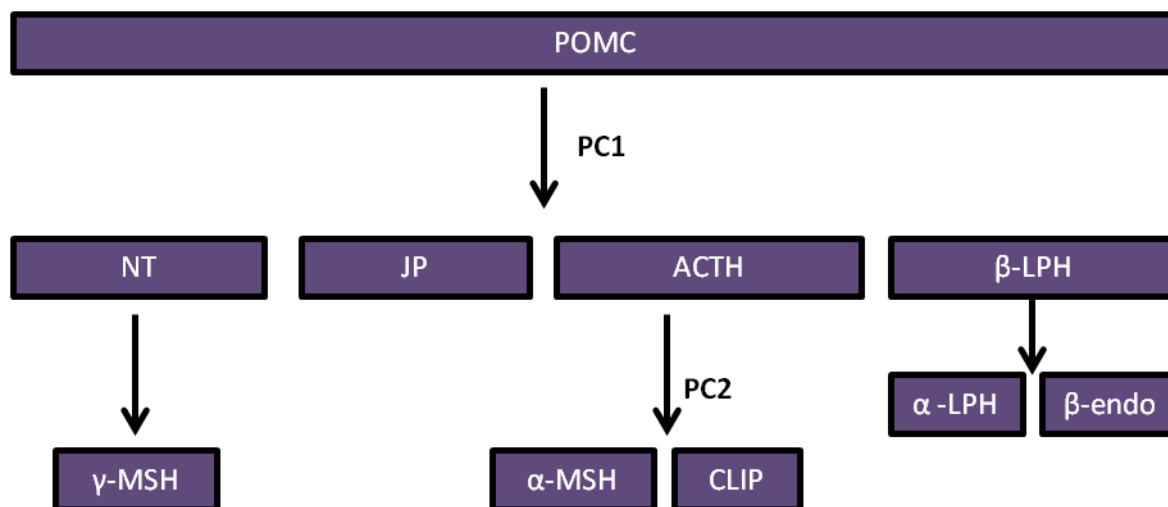 POMC
PC1
NT
JP
ACTH
β-LPH
PC2
α -LPH
β-endo
γ-MSH
α-MSH
CLIP